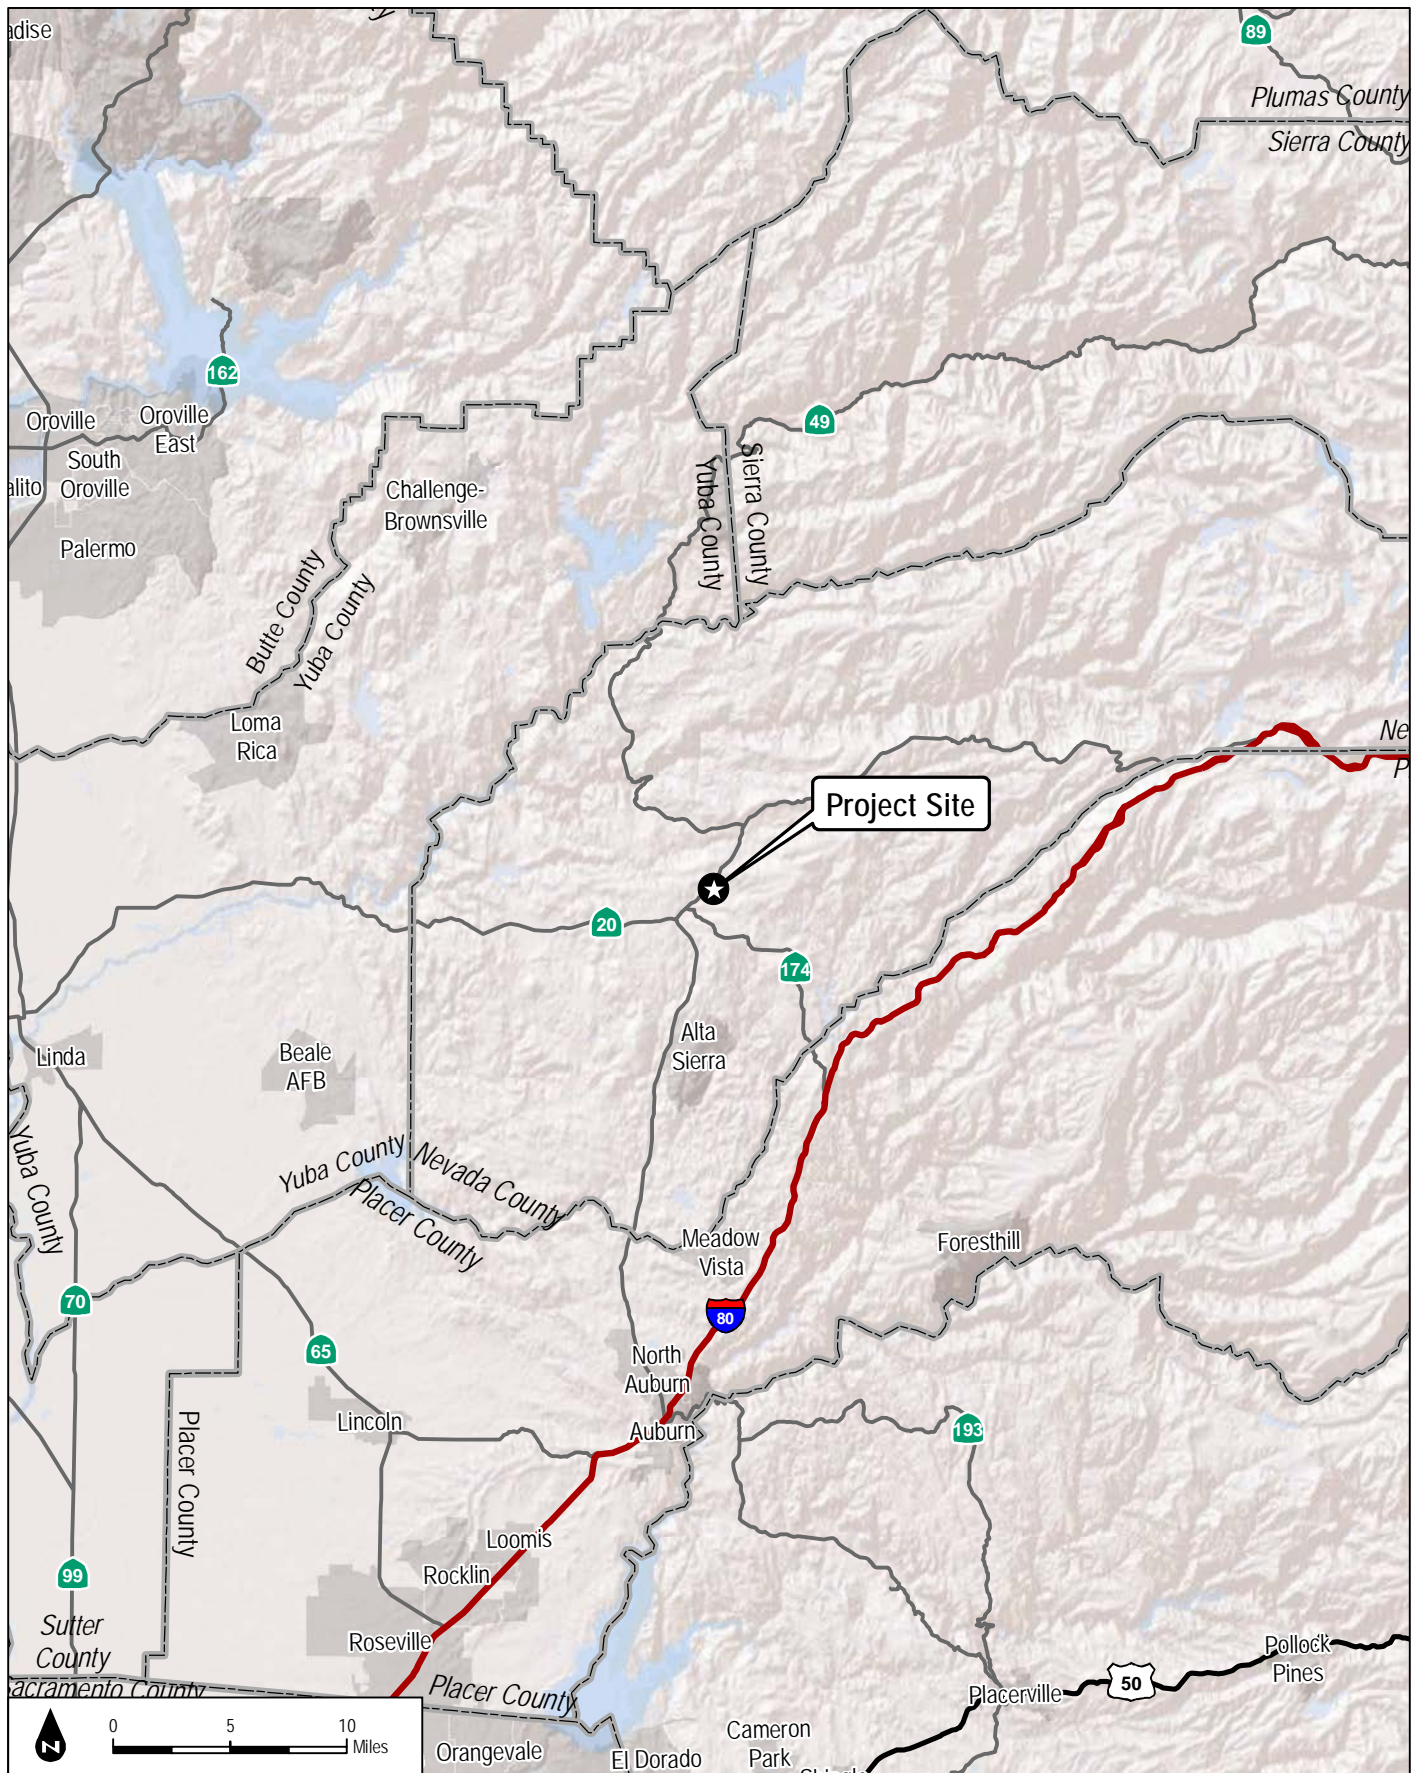 adise
89
Plumas County
Sierra County
162
Oroville
Oroville
East
49
South
Oroville
alito
Challenge-
Brownsville
Yuba County
Sierra County
Palermo
Butte County
Yuba County
Loma
Rica
Ne
P
Project Site
20
174
Linda
Beale
AFB
Alta
Sierra
Yuba County
Yuba County
Nevada County
Placer County
Meadow
Vista
Foresthill
70
80
65
North
Auburn
Lincoln
Auburn
193
Placer County
Loomis
Rocklin
99
Sutter
County
Roseville
Pollock
Pines
50
Sacramento County
Placer County
Placerville
N
0
5
10
Miles
Orangevale
El Dorado
Cameron
Park